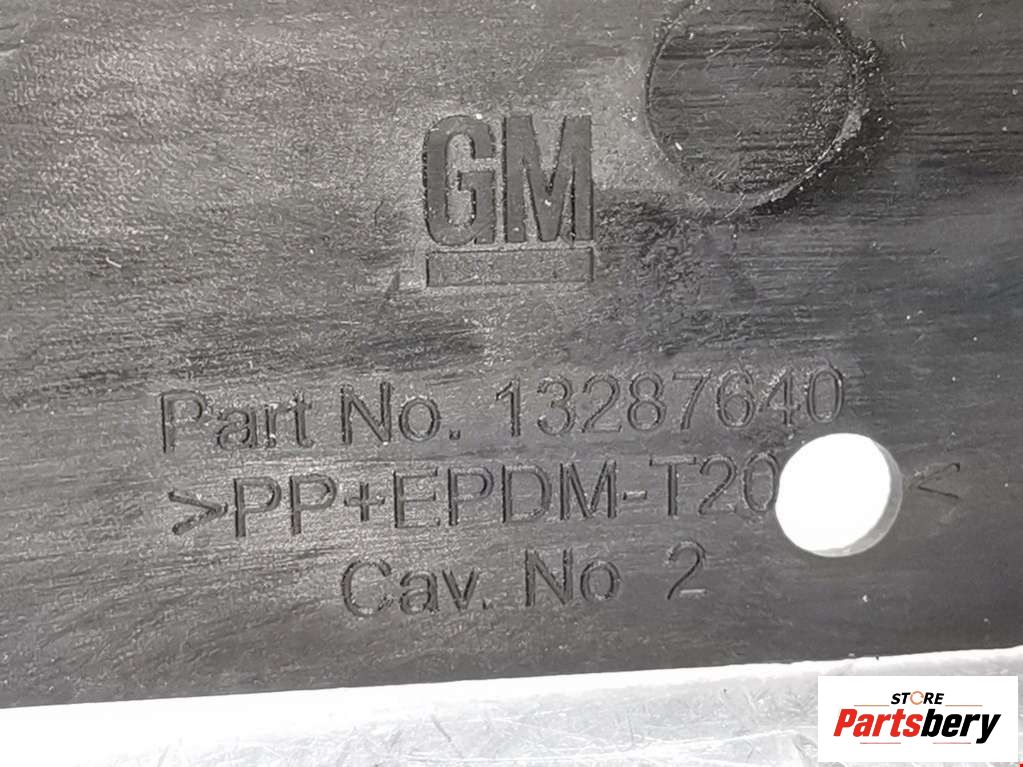 GM
Part No. 13287640
>PP+EPDM-T20 <
Cav. No 2
STORE
Partsbery